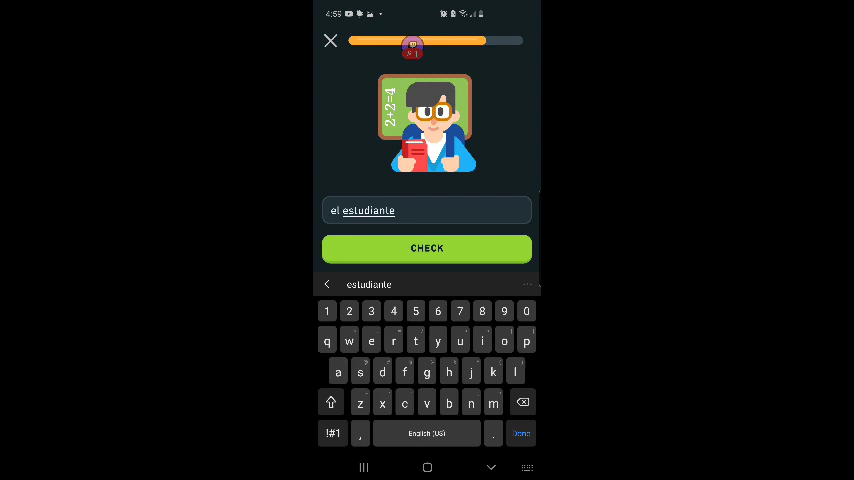 4:59
2+2=4
el estudiante
CHECK
estudiante
1 2 3 4 5 6 7 8 9 0
q w e r t y u i o p
a s d f g h j k l
z x c v b n m
!#1 , English (US) . Done